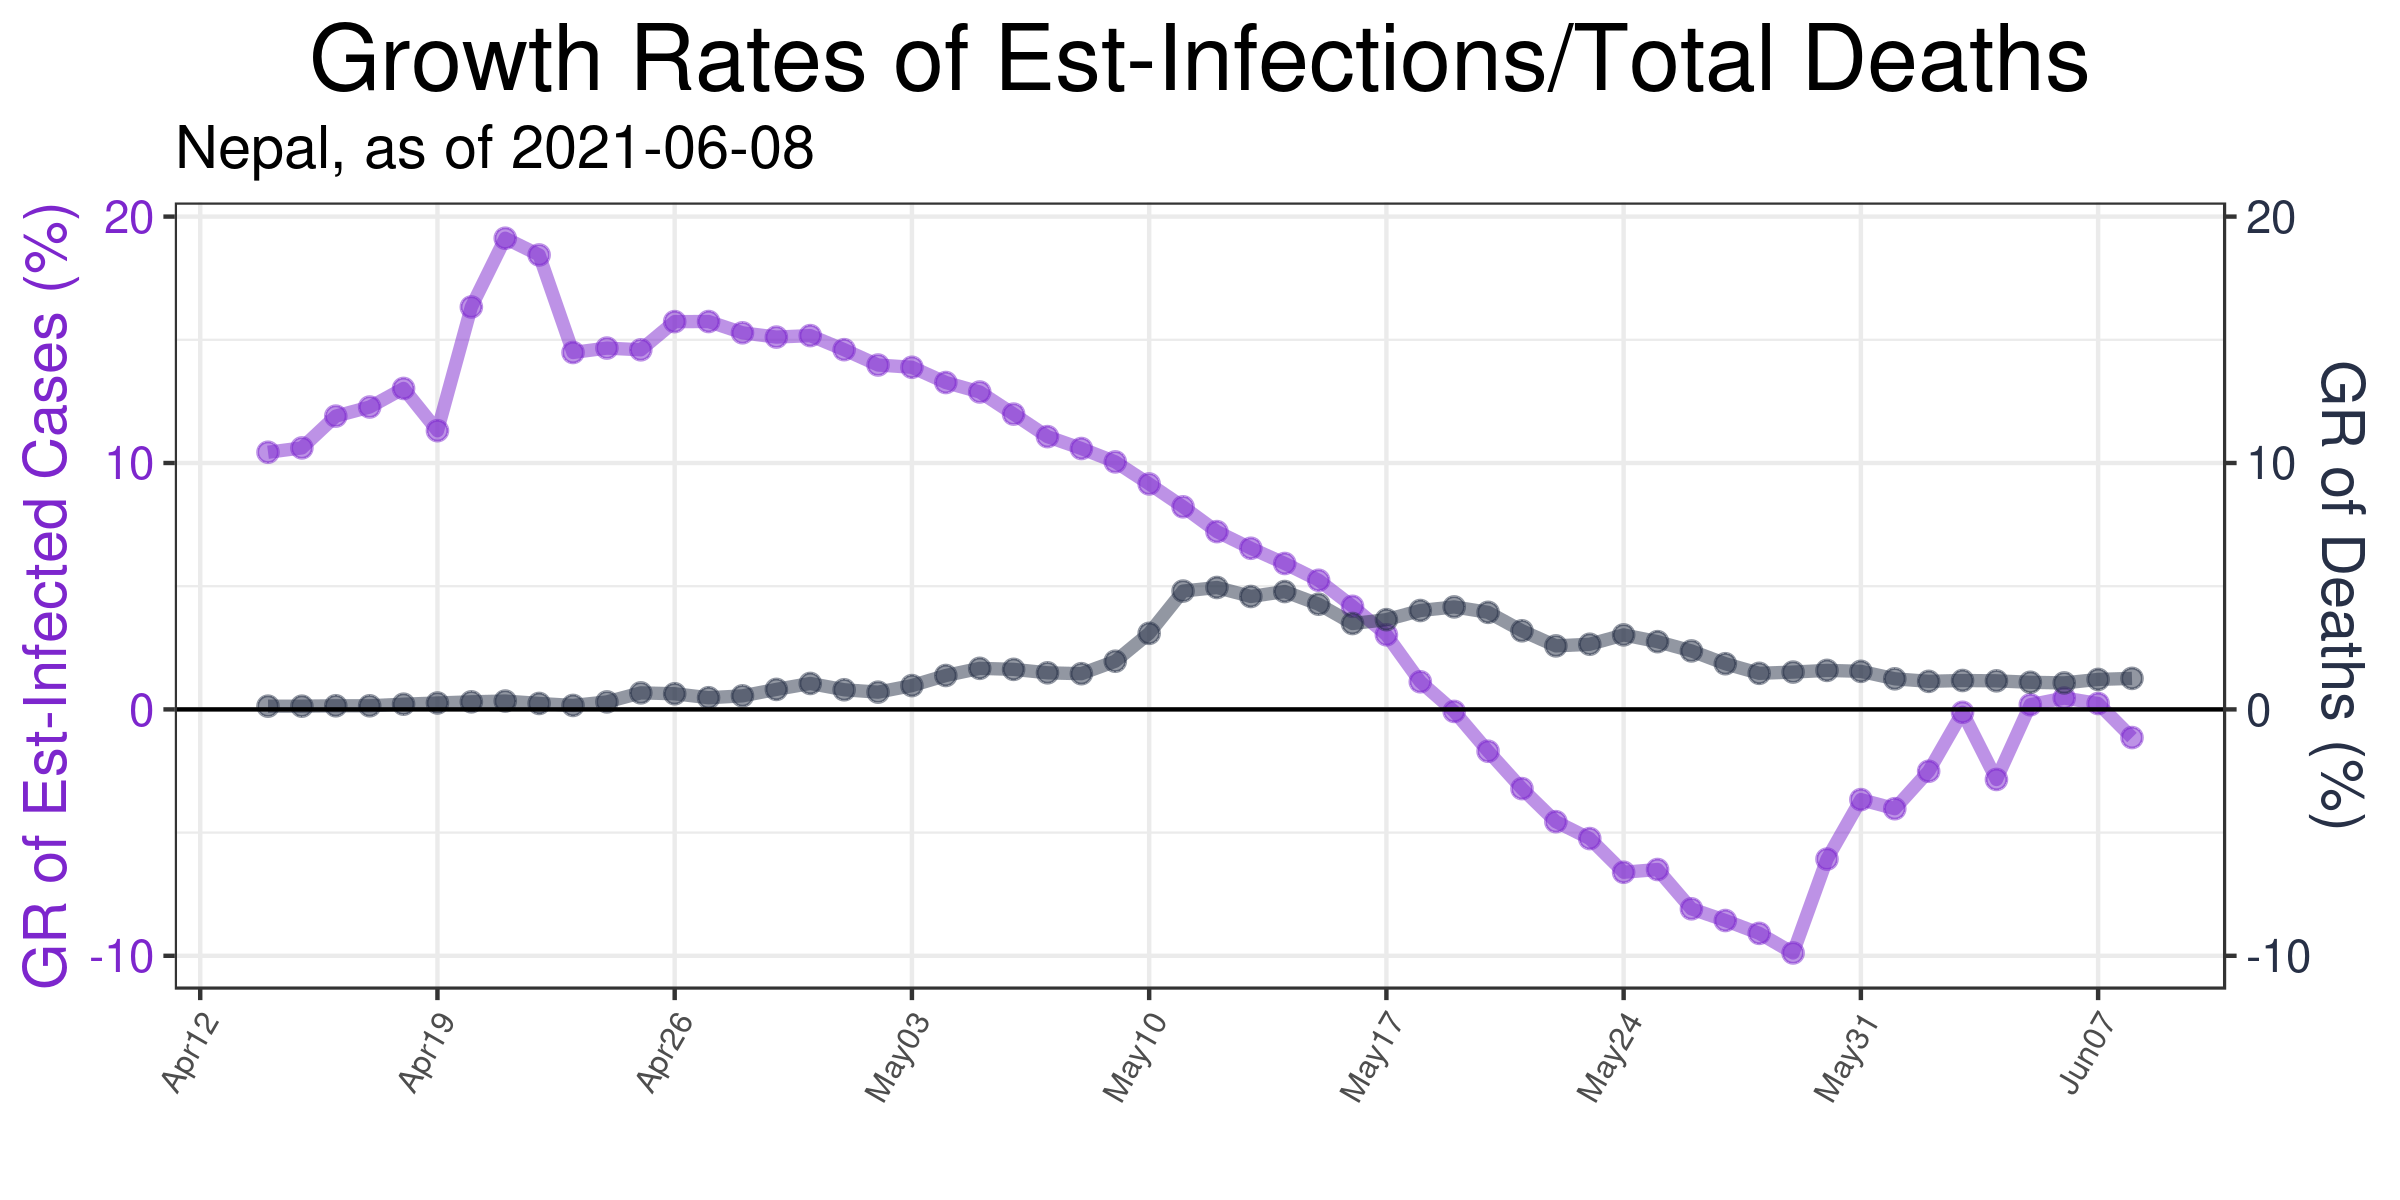 Growth Rates of Est-Infections/Total Deaths
Nepal, as of 2021-06-08
GR of Est-Infected Cases (%)
20
10
0
-10
20
10
0
-10
GR of Deaths (%)
Apr12
Apr19
Apr26
May03
May10
May17
May24
May31
Jun07